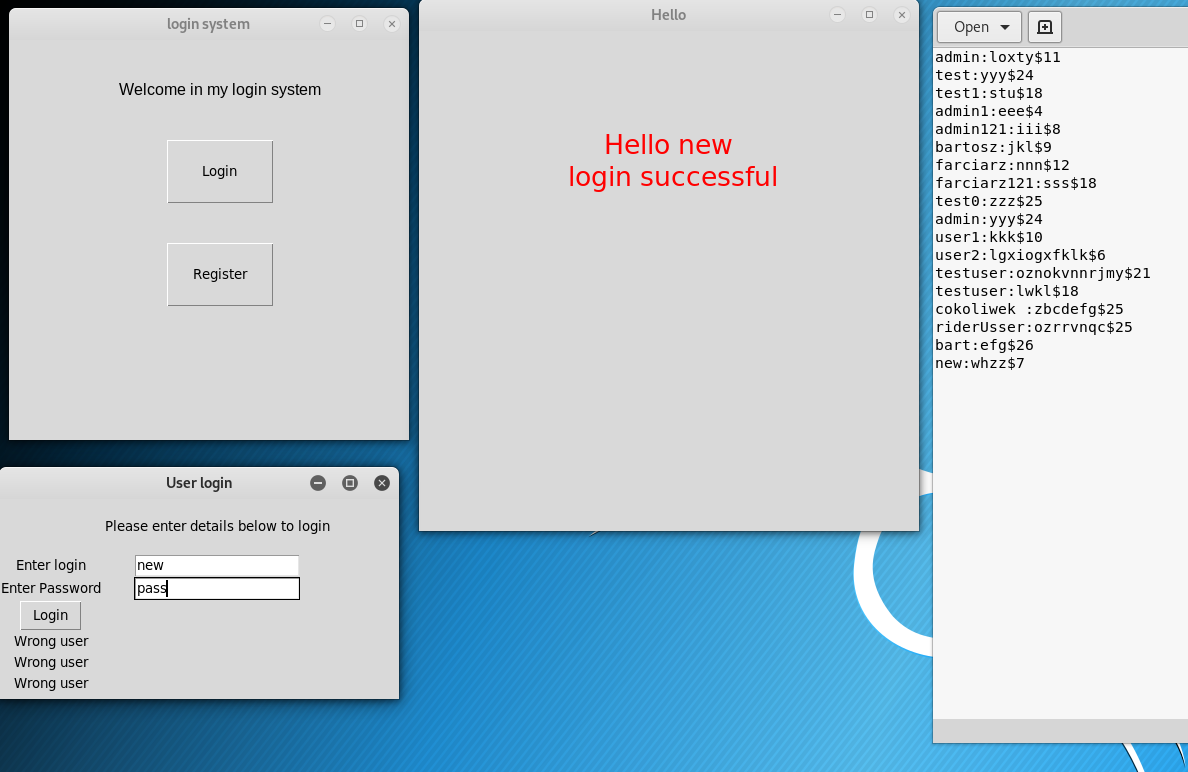 login system
Welcome in my login system
Login
Register
Hello
Hello new
login successful
User login
Please enter details below to login
Enter login new
Enter Password pass
Login
Wrong user
Wrong user
Wrong user
Open
admin:loxty$11
test:yyy$24
test1:stu$18
admin1:eee$4
admin121:iii$8
bartosz:jkl$9
farciarz:nnn$12
farciarz121:sss$18
test0:zzz$25
admin:yyy$24
user1:kkk$10
user2:lgxiogxfklk$6
testuser:oznokvnnrjmy$21
testuser:lwkl$18
cokoliwek :zbcdefg$25
riderUsser:ozrrvnqc$25
bart:efg$26
new:whzz$7